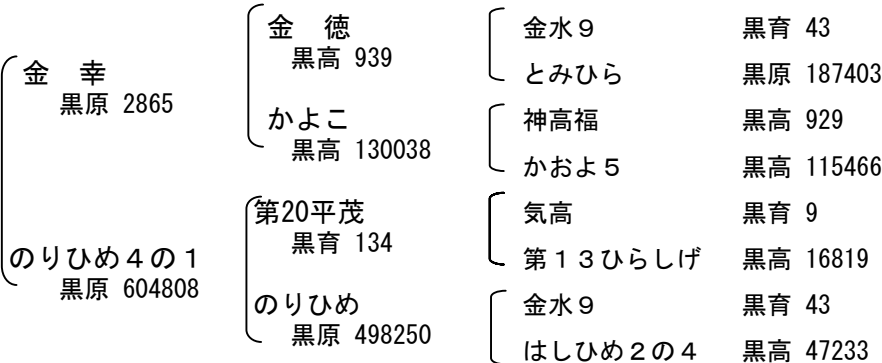 金　幸
黒原 2865
のりひめ４の１
黒原 604808
金　徳
黒高 939
かよこ
黒高 130038
第20平茂
黒育 134
のりひめ
黒原 498250
金水９　黒育 43
とみひら　黒原 187403
神高福　黒高 929
かおよ５　黒高 115466
気高　黒育 9
第１３ひらしげ　黒高 16819
金水９　黒育 43
はしひめ２の４　黒高 47233